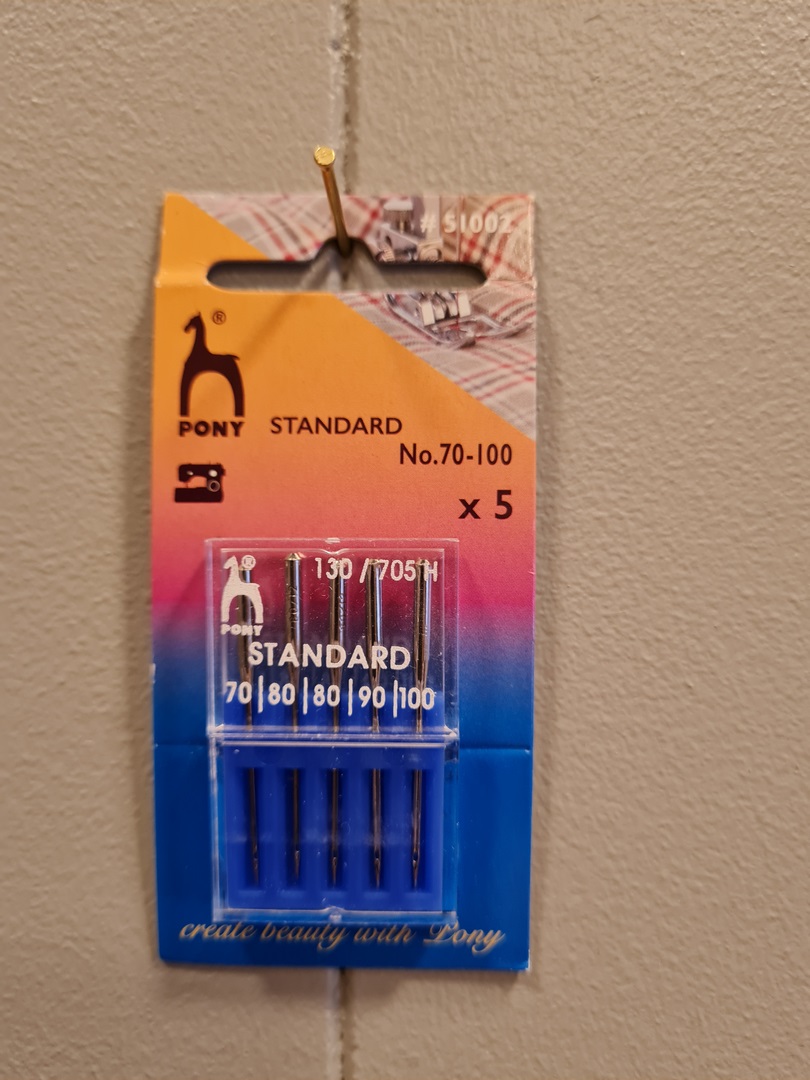 # 51002
®
PONY
STANDARD
No.70-100
x 5
®
130 / 705 H
PONY
STANDARD
70|80|80|90|100
create beauty with Pony